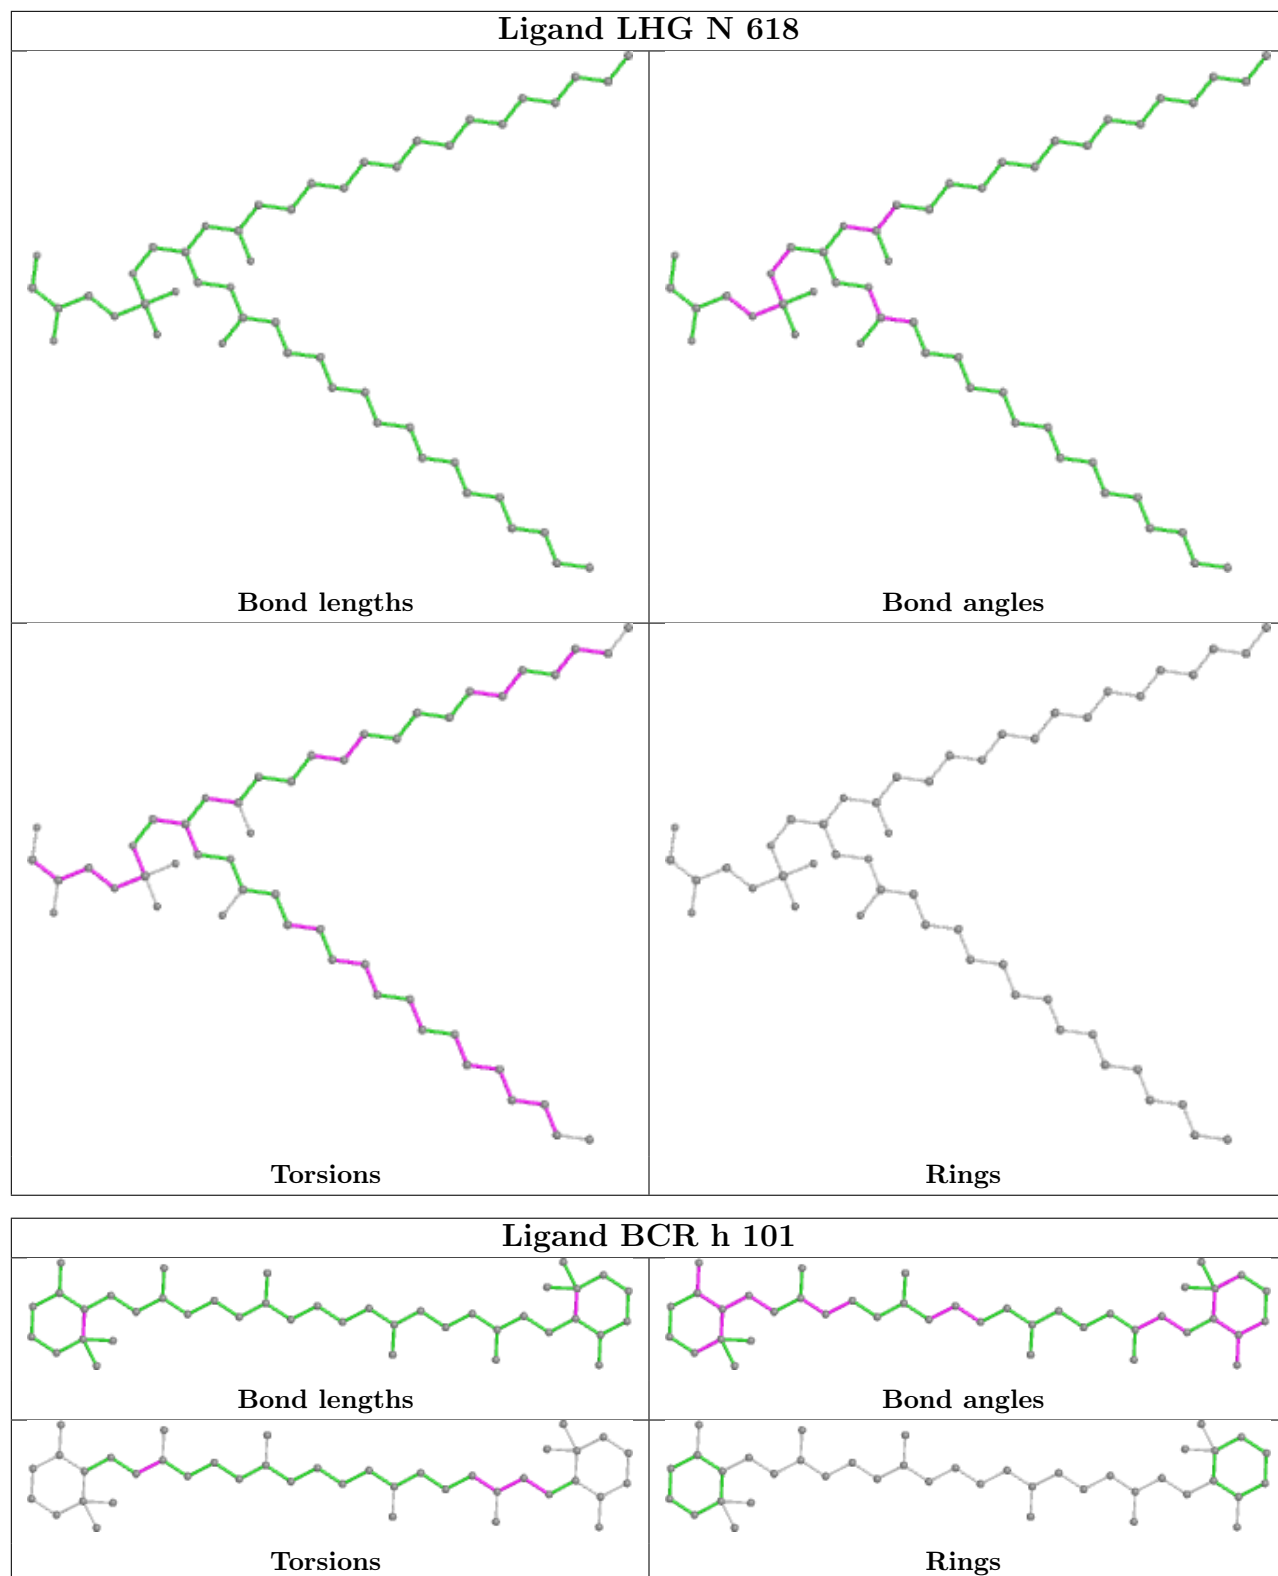 Ligand LHG N 618
Bond lengths
Bond angles
Torsions
Rings
Ligand BCR h 101
Bond lengths
Bond angles
Torsions
Rings